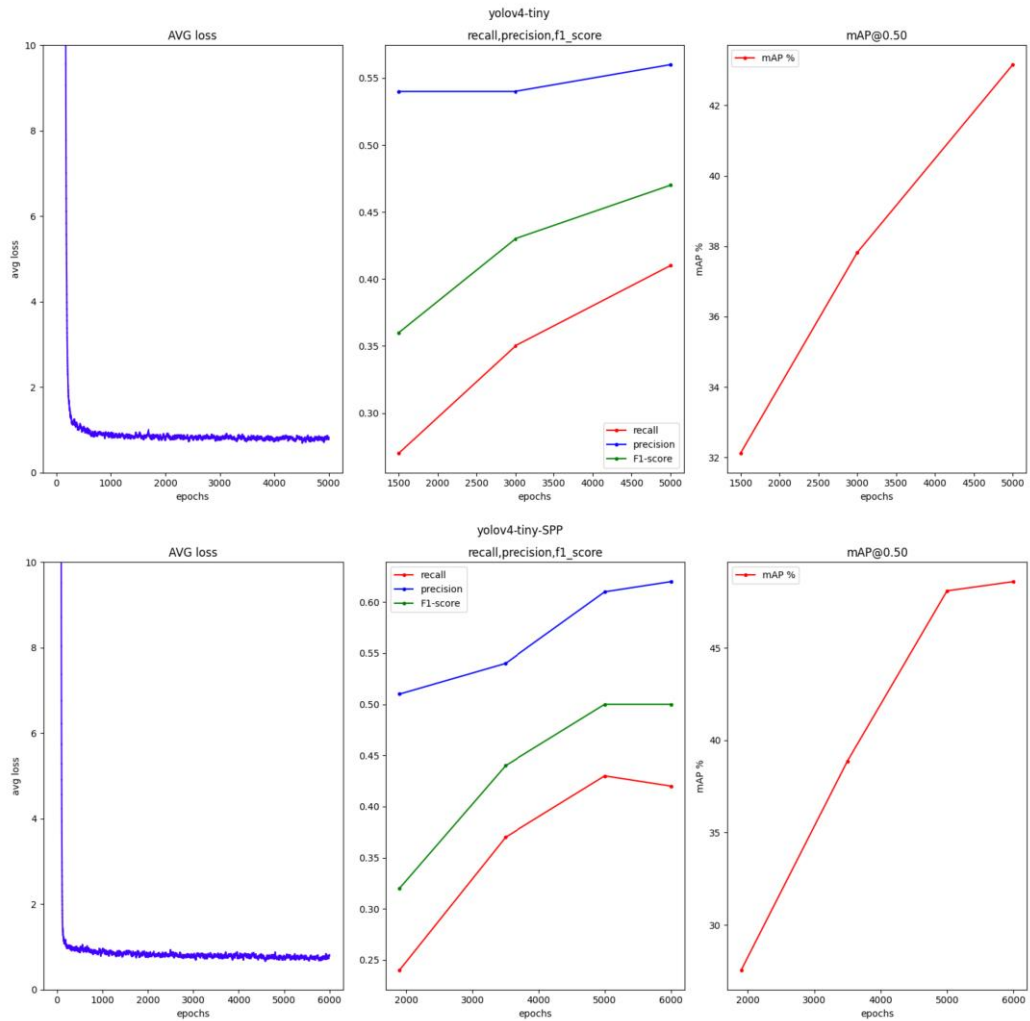 yolov4-tiny
AVG loss
recall,precision,f1_score
mAP@0.50
10
8
6
4
2
0
avg loss
0 1000 2000 3000 4000 5000
epochs
0.55
0.50
0.45
0.40
0.35
0.30
recall
precision
F1-score
1500 2000 2500 3000 3500 4000 4500 5000
epochs
mAP %
42
40
38
36
34
32
mAP %
1500 2000 2500 3000 3500 4000 4500 5000
epochs
yolov4-tiny-SPP
AVG loss
recall,precision,f1_score
mAP@0.50
10
8
6
4
2
0
avg loss
0 1000 2000 3000 4000 5000 6000
epochs
recall
precision
F1-score
0.60
0.55
0.50
0.45
0.40
0.35
0.30
0.25
2000 3000 4000 5000 6000
epochs
mAP %
45
40
35
30
mAP %
2000 3000 4000 5000 6000
epochs